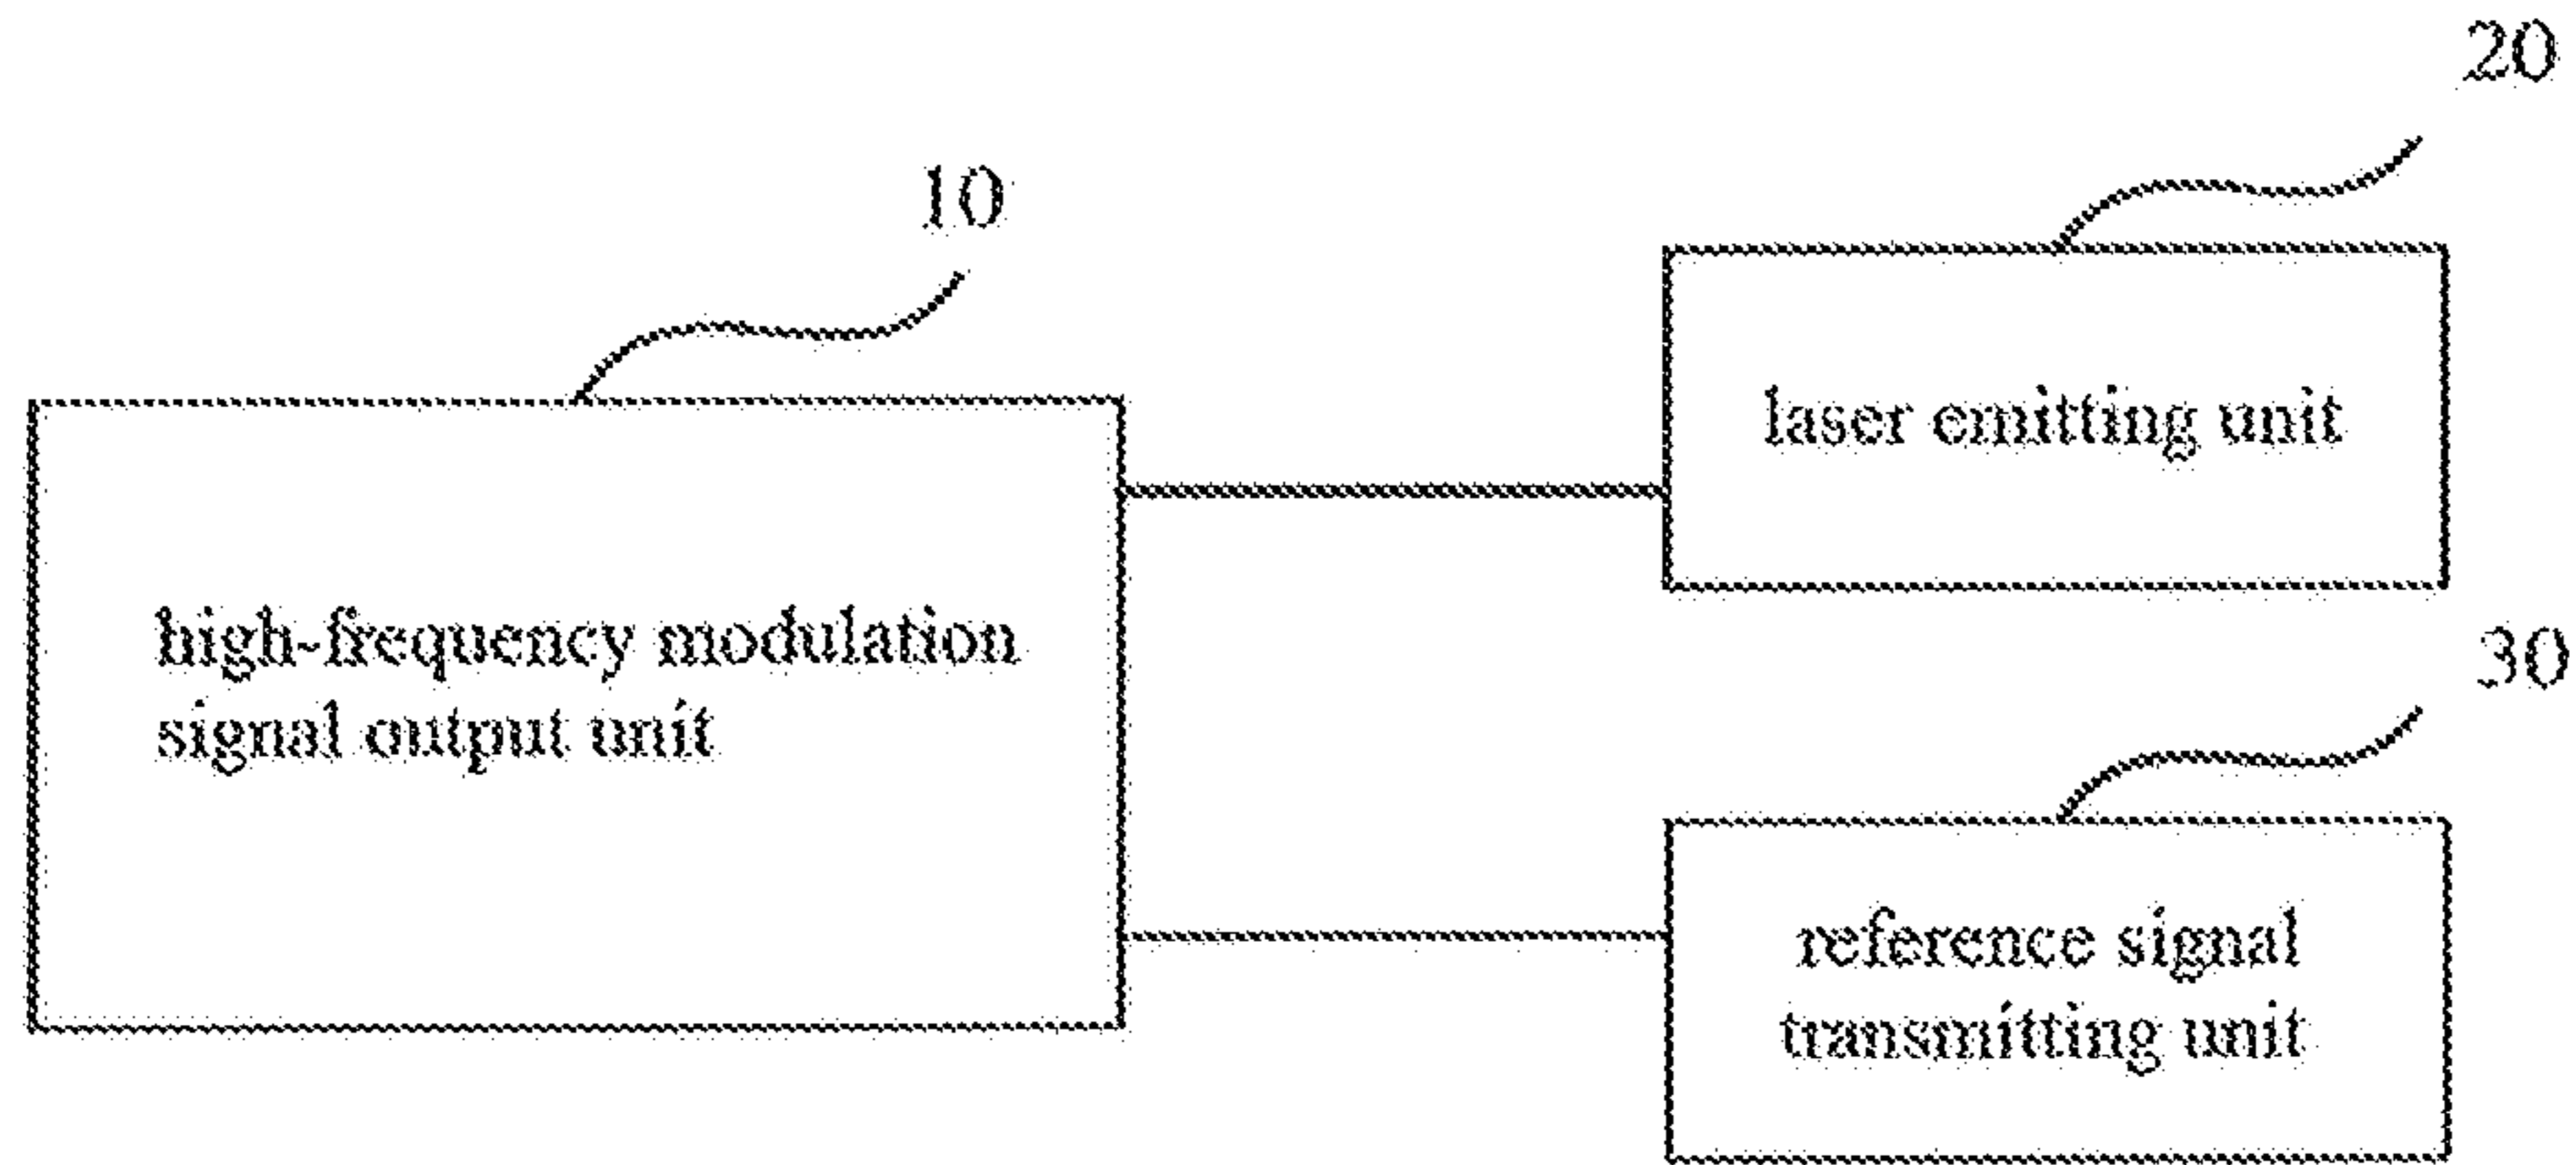 20
10
laser emitting unit
high-frequency modulation
signal output unit
30
reference signal
transmitting unit